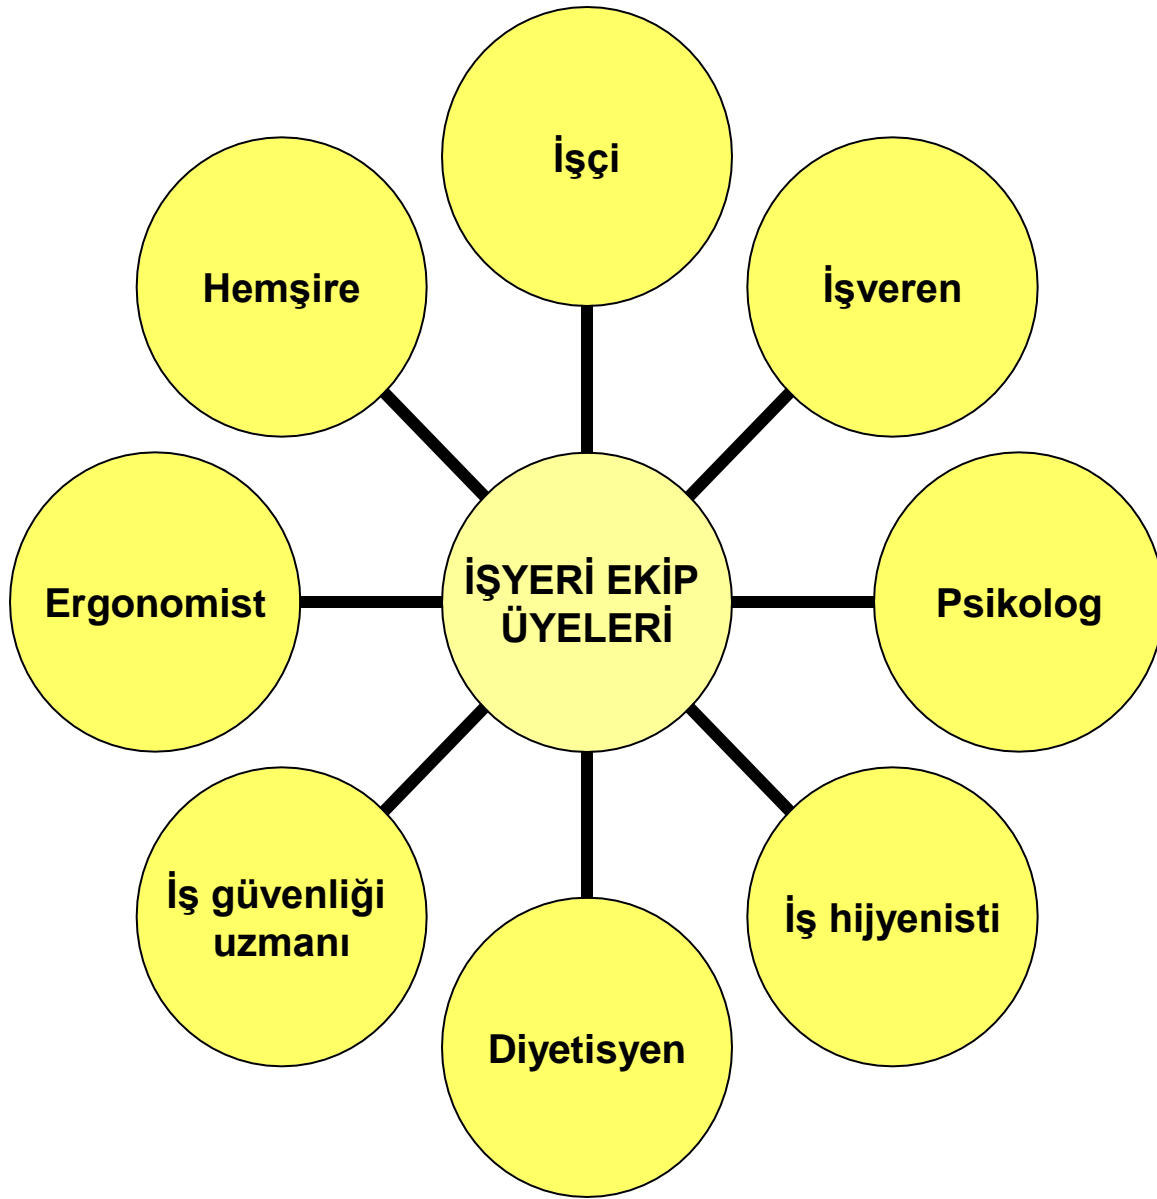 İşçi
Hemşire
İşveren
Ergonomist
İŞYERİ EKİP
ÜYELERİ
Psikolog
İş güvenliği
uzmanı
İş hijyenisti
Diyetisyen